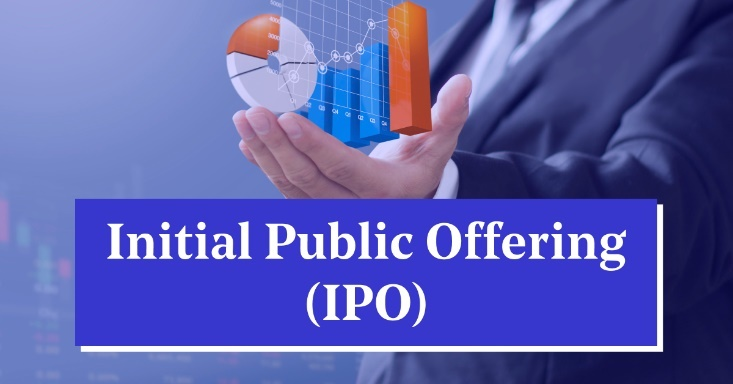 Initial Public Offering
(IPO)